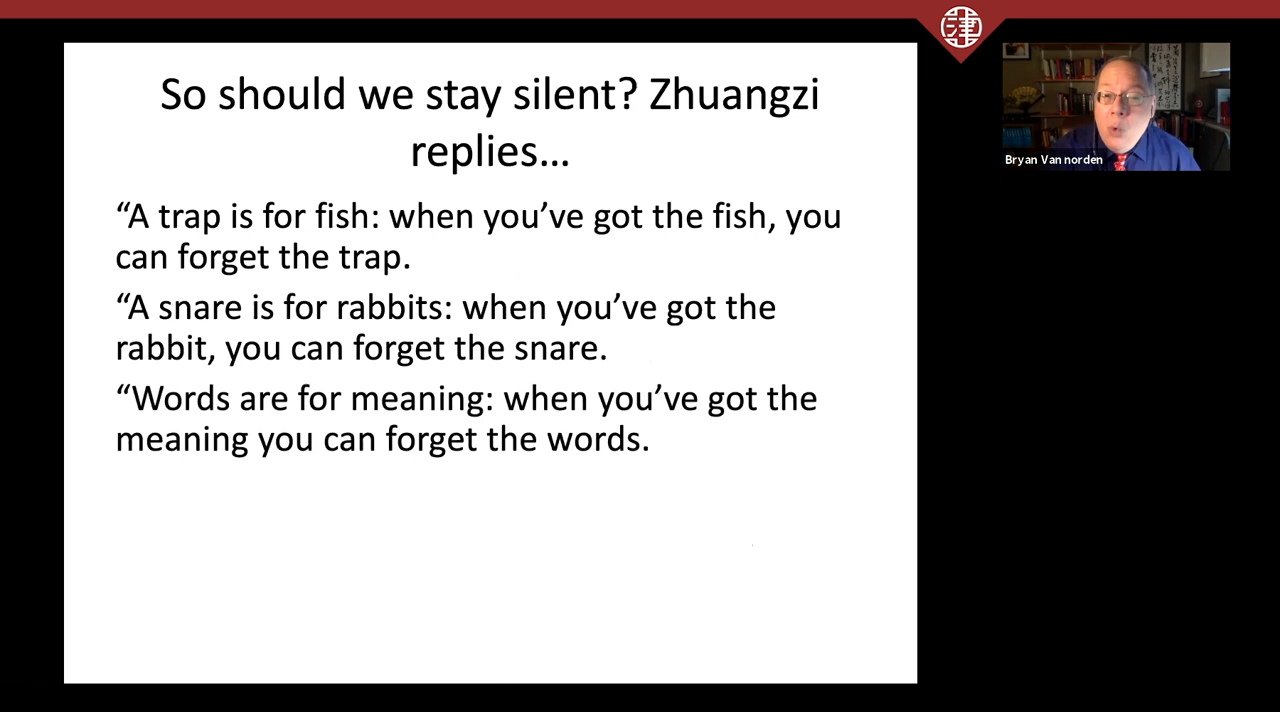 So should we stay silent? Zhuangzi
replies…
“A trap is for fish: when you’ve got the fish, you
can forget the trap.
“A snare is for rabbits: when you’ve got the
rabbit, you can forget the snare.
“Words are for meaning: when you’ve got the
meaning you can forget the words.
Bryan Van norden